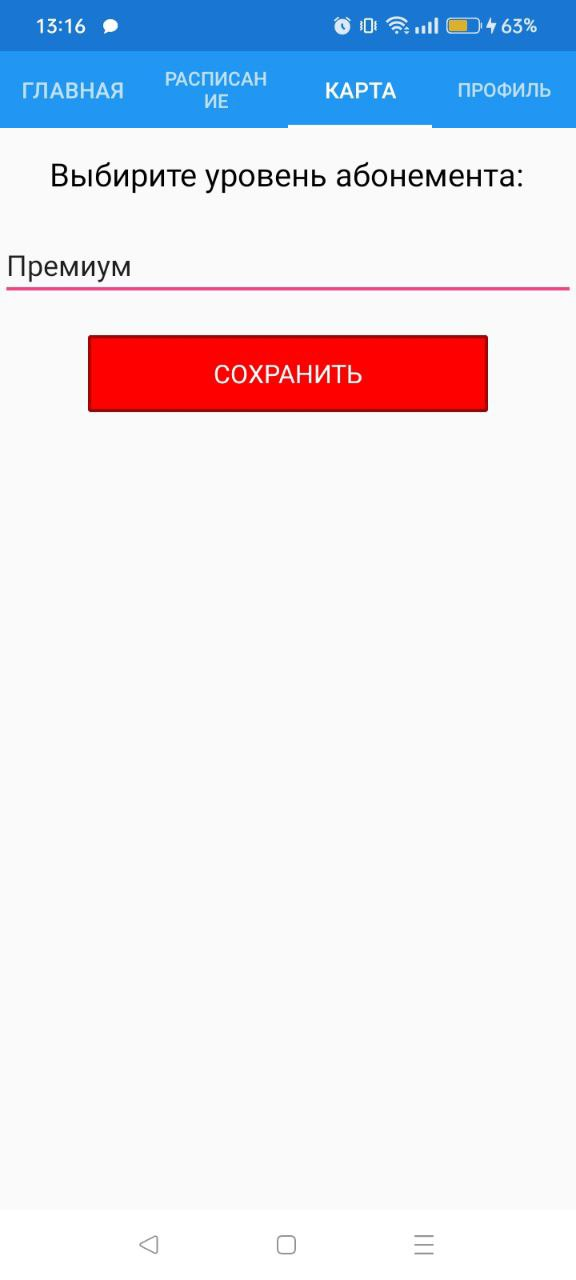 13:16 63%
ГЛАВНАЯ
РАСПИСАН
ИЕ
КАРТА
ПРОФИЛЬ
Выбирите уровень абонемента:
Премиум
СОХРАНИТЬ